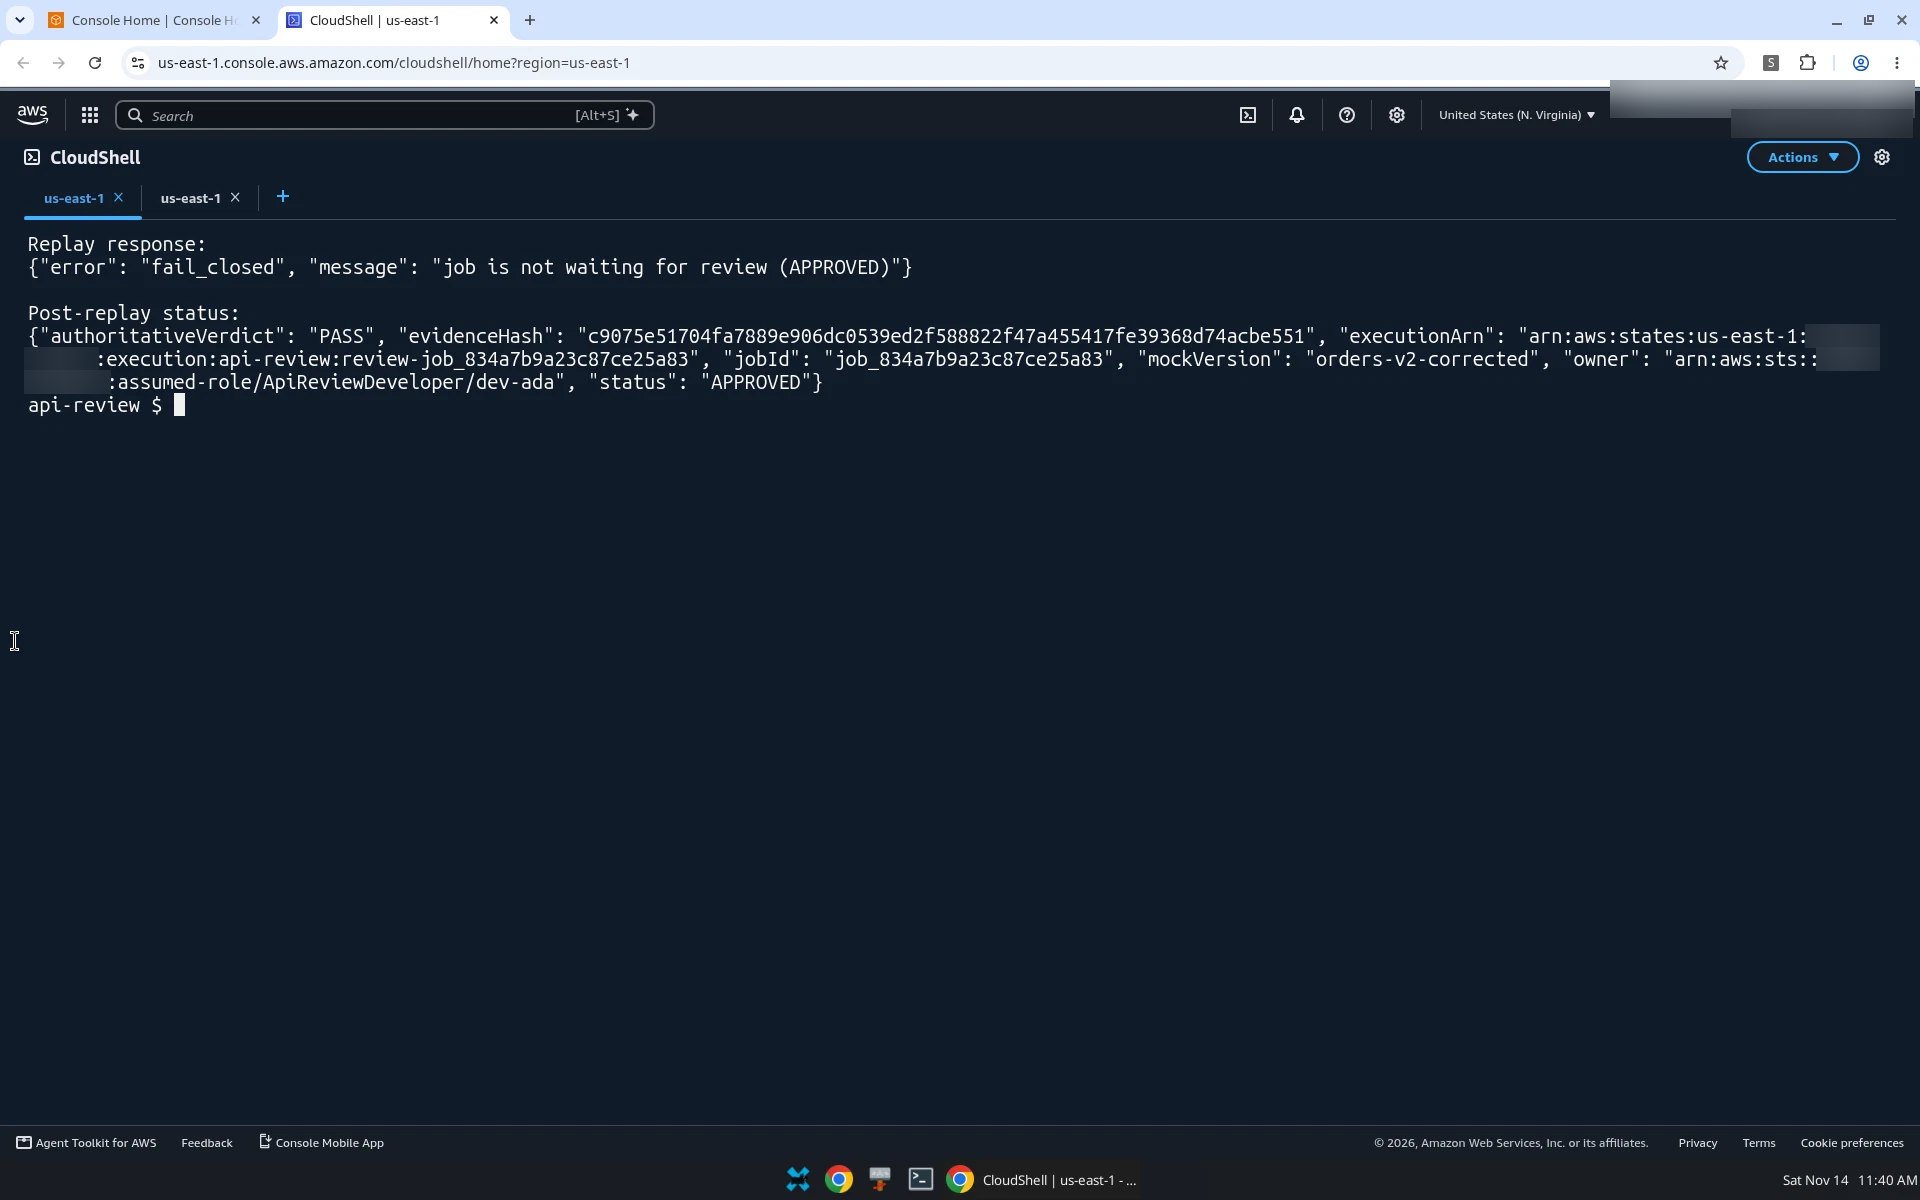 Console Home | Console H
CloudShell | us-east-1
us-east-1.console.aws.amazon.com/cloudshell/home?region=us-east-1
S
aws
Search
[Alt+S]
United States (N. Virginia)
CloudShell
Actions
us-east-1
us-east-1
Replay response:
{"error": "fail_closed", "message": "job is not waiting for review (APPROVED)"}
Post-replay status:
{"authoritativeVerdict": "PASS", "evidenceHash": "c9075e51704fa7889e906dc0539ed2f588822f47a455417fe39368d74acbe551", "executionArn": "arn:aws:states:us-east-1:
:execution:api-review:review-job_834a7b9a23c87ce25a83", "jobId": "job_834a7b9a23c87ce25a83", "mockVersion": "orders-v2-corrected", "owner": "arn:aws:sts::
:assumed-role/ApiReviewDeveloper/dev-ada", "status": "APPROVED"}
api-review $
Agent Toolkit for AWS
Feedback
Console Mobile App
© 2026, Amazon Web Services, Inc. or its affiliates.
Privacy
Terms
Cookie preferences
CloudShell | us-east-1 - ...
Sat Nov 14 11:40 AM